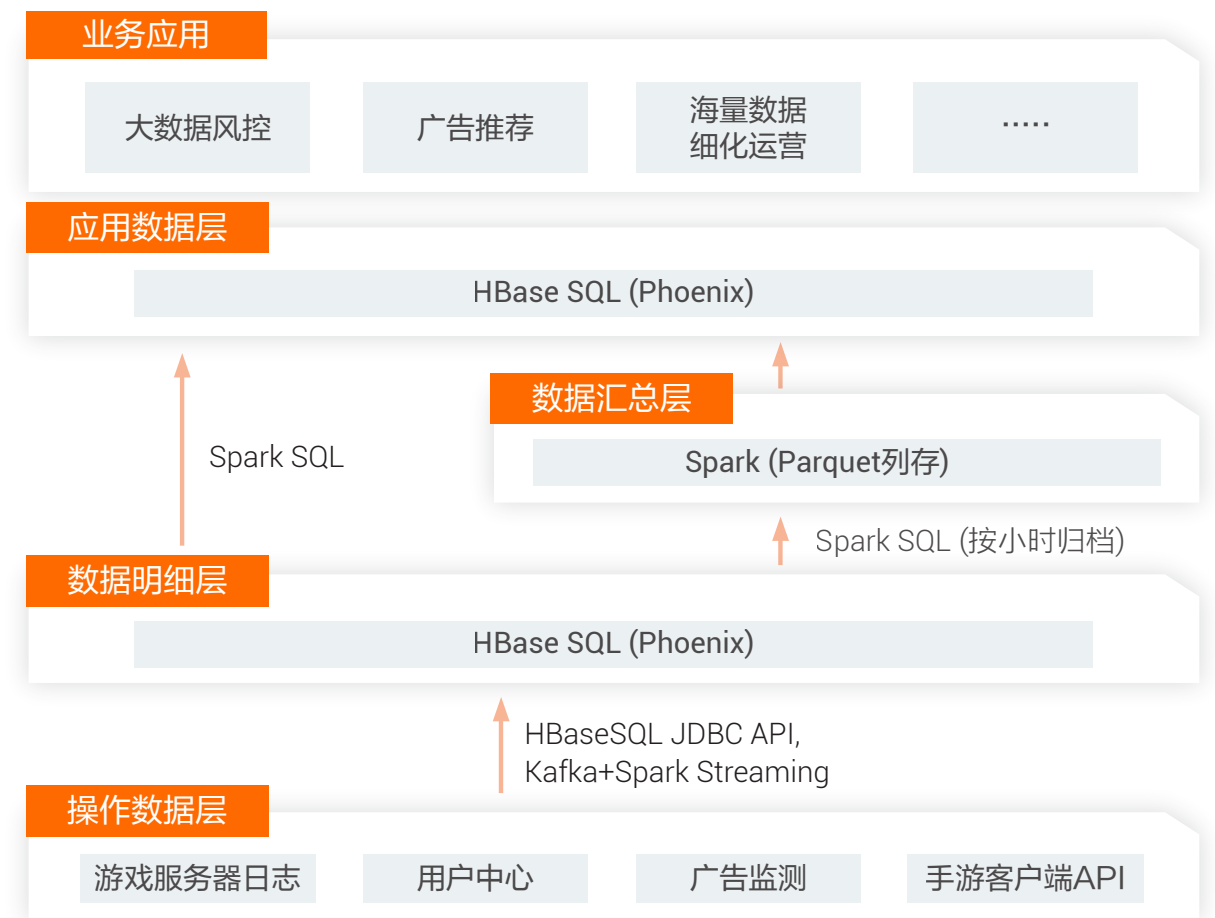 业务应用
大数据风控
广告推荐
海量数据
细化运营
.....
应用数据层
HBase SQL (Phoenix)
数据汇总层
Spark SQL
Spark (Parquet列存)
Spark SQL (按小时归档)
数据明细层
HBase SQL (Phoenix)
HBaseSQL JDBC API,
Kafka+Spark Streaming
操作数据层
游戏服务器日志
用户中心
广告监测
手游客户端API